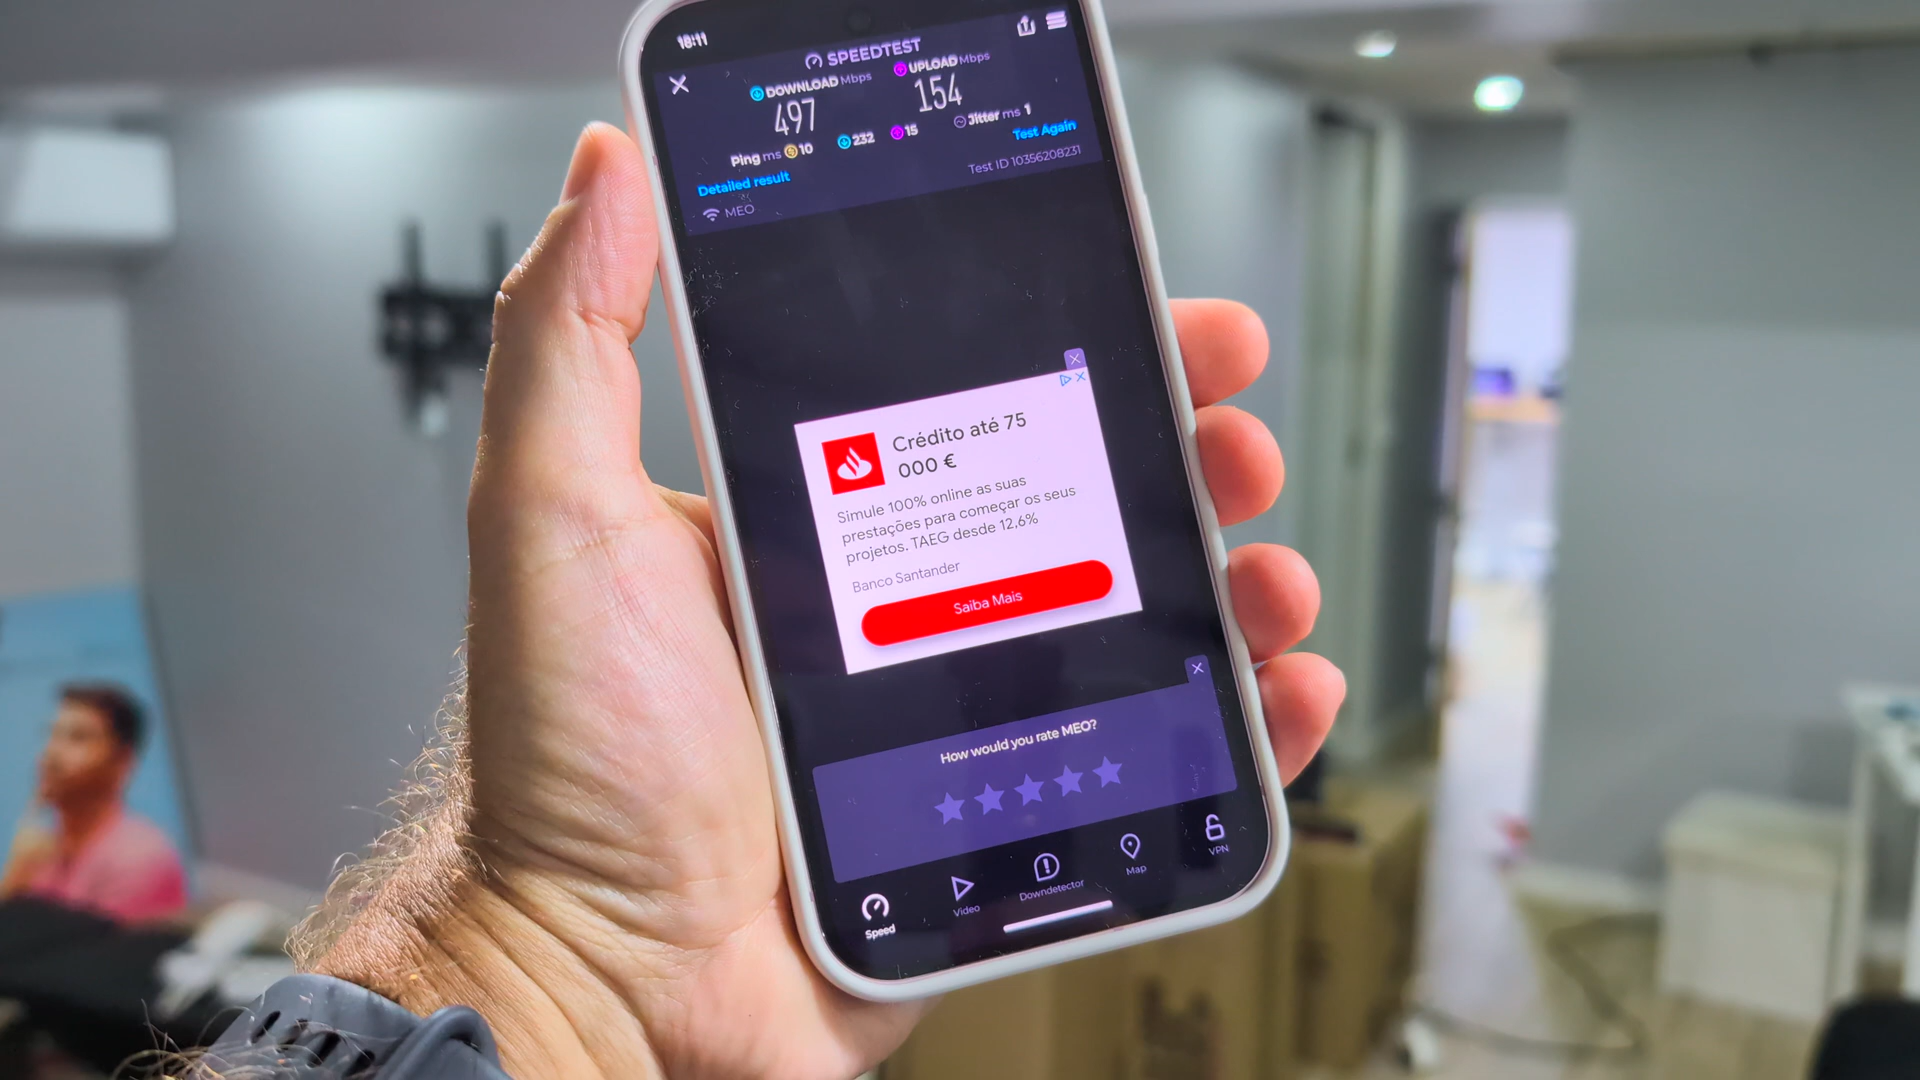 18:11
SPEEDTEST
DOWNLOAD Mbps
UPLOAD Mbps
497
154
Ping ms 10
232
15
Jitter ms 1
Detailed result
Test Again
MEO
Test ID 10356208231
Crédito até 75
000 €
Simule 100% online as suas
prestações para começar os seus
projetos. TAEG desde 12,6%
Banco Santander
Saiba Mais
How would you rate MEO?
Speed
Video
Downdetector
Map
VPN